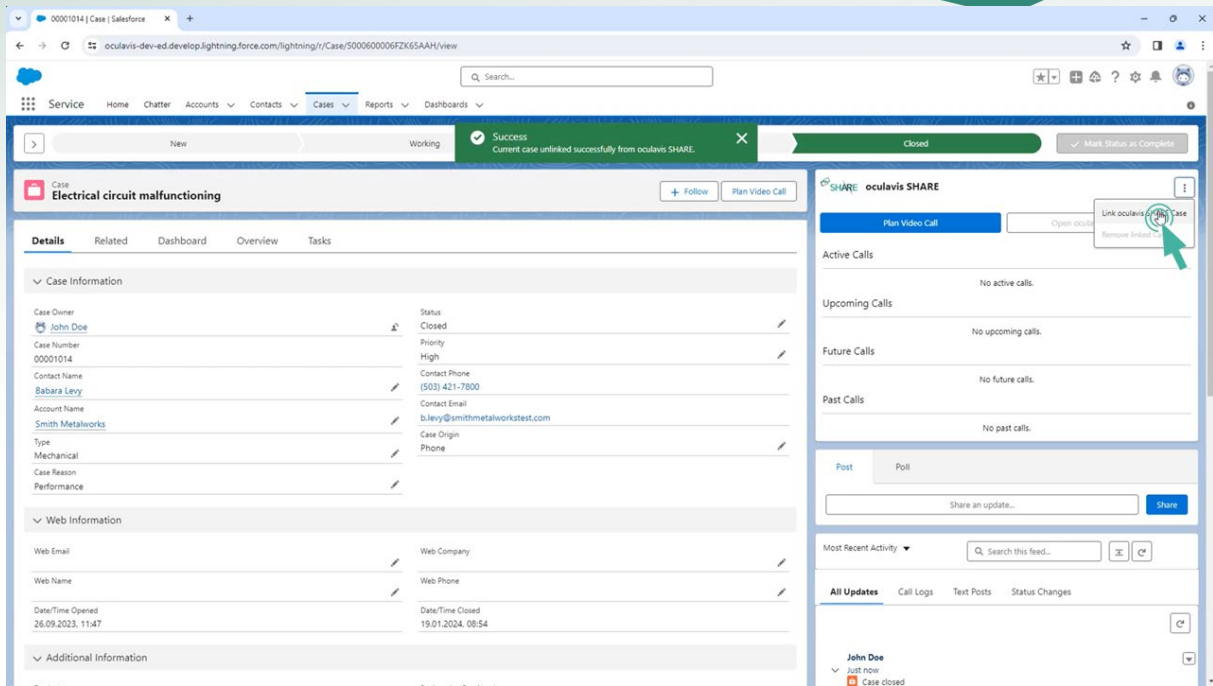 00001014 | Case | Salesforce
oculavis-dev-ed.develop.lightning.force.com/lightning/r/Case/5000600006FZK65AAH/view
Search...
Service Home Chatter Accounts Contacts Cases Reports Dashboards
New Working Closed Mark Status as Complete
Success
Current case unlinked successfully from oculavis SHARE.
Case
Electrical circuit malfunctioning
+ Follow Plan Video Call
Details Related Dashboard Overview Tasks
Case Information
Case Owner
John Doe
Case Number
00001014
Contact Name
Babara Levy
Account Name
Smith Metalworks
Type
Mechanical
Case Reason
Performance
Status
Closed
Priority
High
Contact Phone
(503) 421-7800
Contact Email
b.levy@smithmetalworkstest.com
Case Origin
Phone
Web Information
Web Email
Web Name
Date/Time Opened
26.09.2023, 11:47
Web Company
Web Phone
Date/Time Closed
19.01.2024, 08:54
Additional Information
SHARE oculavis SHARE
Plan Video Call Open
Link oculavis SHARE Case
Remove linked
Active Calls
No active calls.
Upcoming Calls
No upcoming calls.
Future Calls
No future calls.
Past Calls
No past calls.
Post Poll
Share an update... Share
Most Recent Activity Search this feed...
All Updates Call Logs Text Posts Status Changes
John Doe
Just now
Case closed